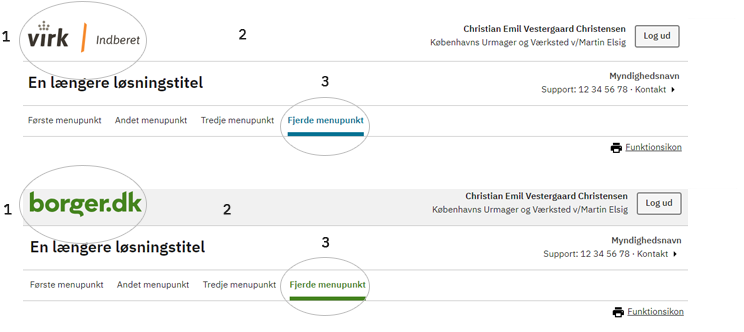 1 virk | Indberet 2 Christian Emil Vestergaard Christensen Log ud
Københavns Urmager og Værksted v/Martin Elsig
En længere løsningstitel 3 Myndighedsnavn
Support: 12 34 56 78 · Kontakt
Første menupunkt Andet menupunkt Tredje menupunkt Fjerde menupunkt
Funktionsikon
1 borger.dk 2 Christian Emil Vestergaard Christensen Log ud
Københavns Urmager og Værksted v/Martin Elsig
En længere løsningstitel 3 Myndighedsnavn
Support: 12 34 56 78 · Kontakt
Første menupunkt Andet menupunkt Tredje menupunkt Fjerde menupunkt
Funktionsikon